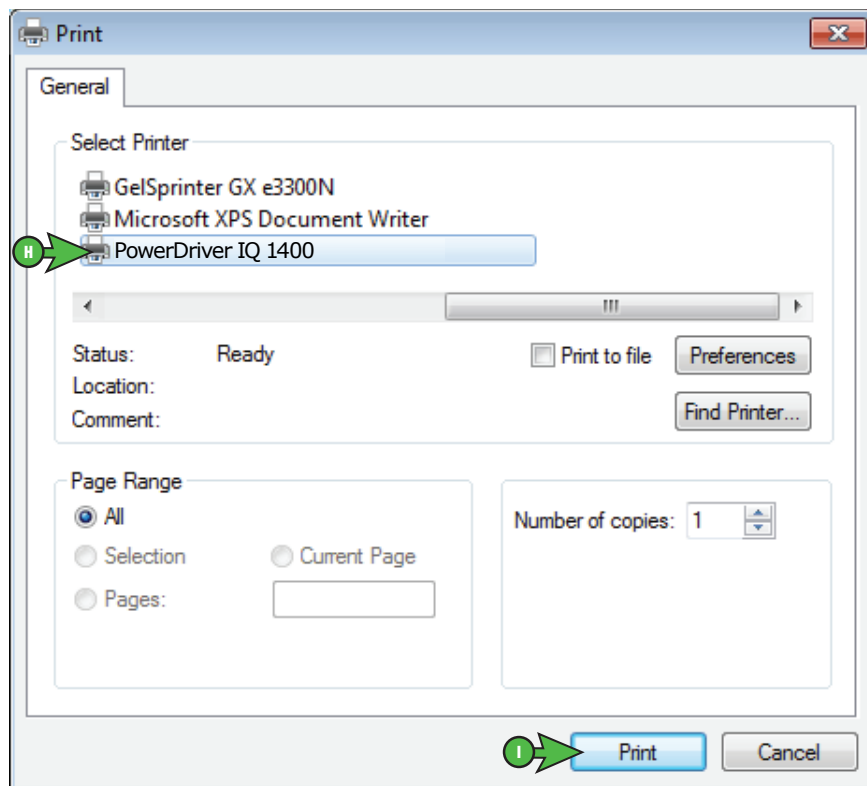 Print
General
Select Printer
GelSprinter GX e3300N
Microsoft XPS Document Writer
H PowerDriver IQ 1400
Status: Ready
Print to file
Preferences
Location:
Comment:
Find Printer...
Page Range
All
Selection
Current Page
Pages:
Number of copies: 1
I
Print
Cancel